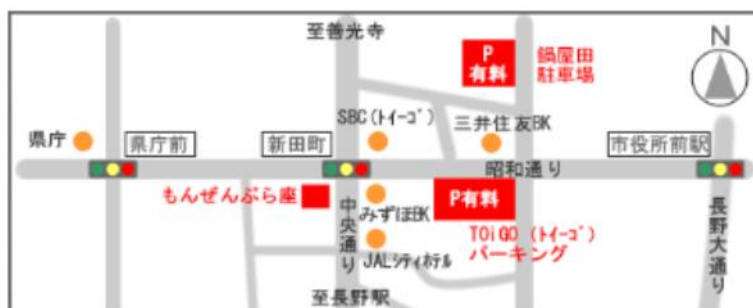 至善光寺
P
有料
鍋屋田
駐車場
N
SBC(ﾄｲｰｺﾞ)
三井住友BK
県庁
県庁前
新田町
市役所前駅
昭和通り
もんぜんぷら座
中央通り
みずほBK
P有料
TOiGO (ﾄｲｰｺﾞ)
パーキング
長野大通り
JALｼﾃｨﾎﾃﾙ
至長野駅